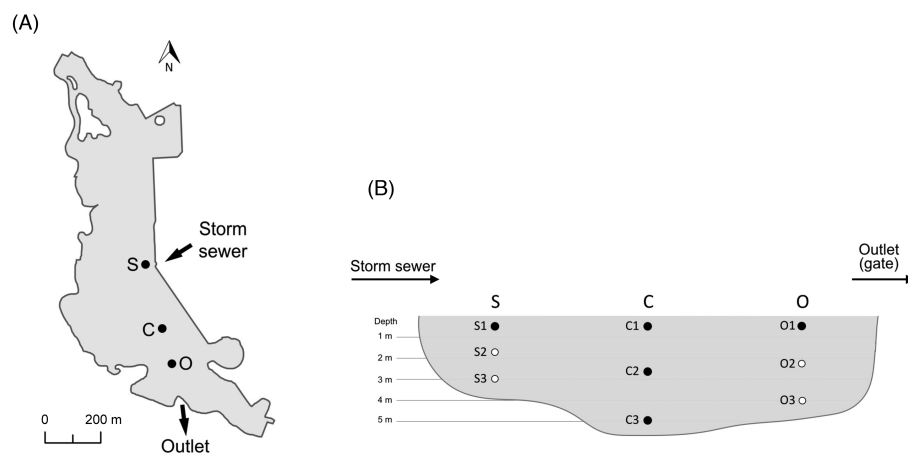 (A)
N
Storm
sewer
S
C
O
0 200 m
Outlet
(B)
Storm sewer
Outlet
(gate)
S C O
Depth
S1 C1 O1
1 m
S2
2 m
O2
C2
S3
3 m
4 m
O3
5 m
C3